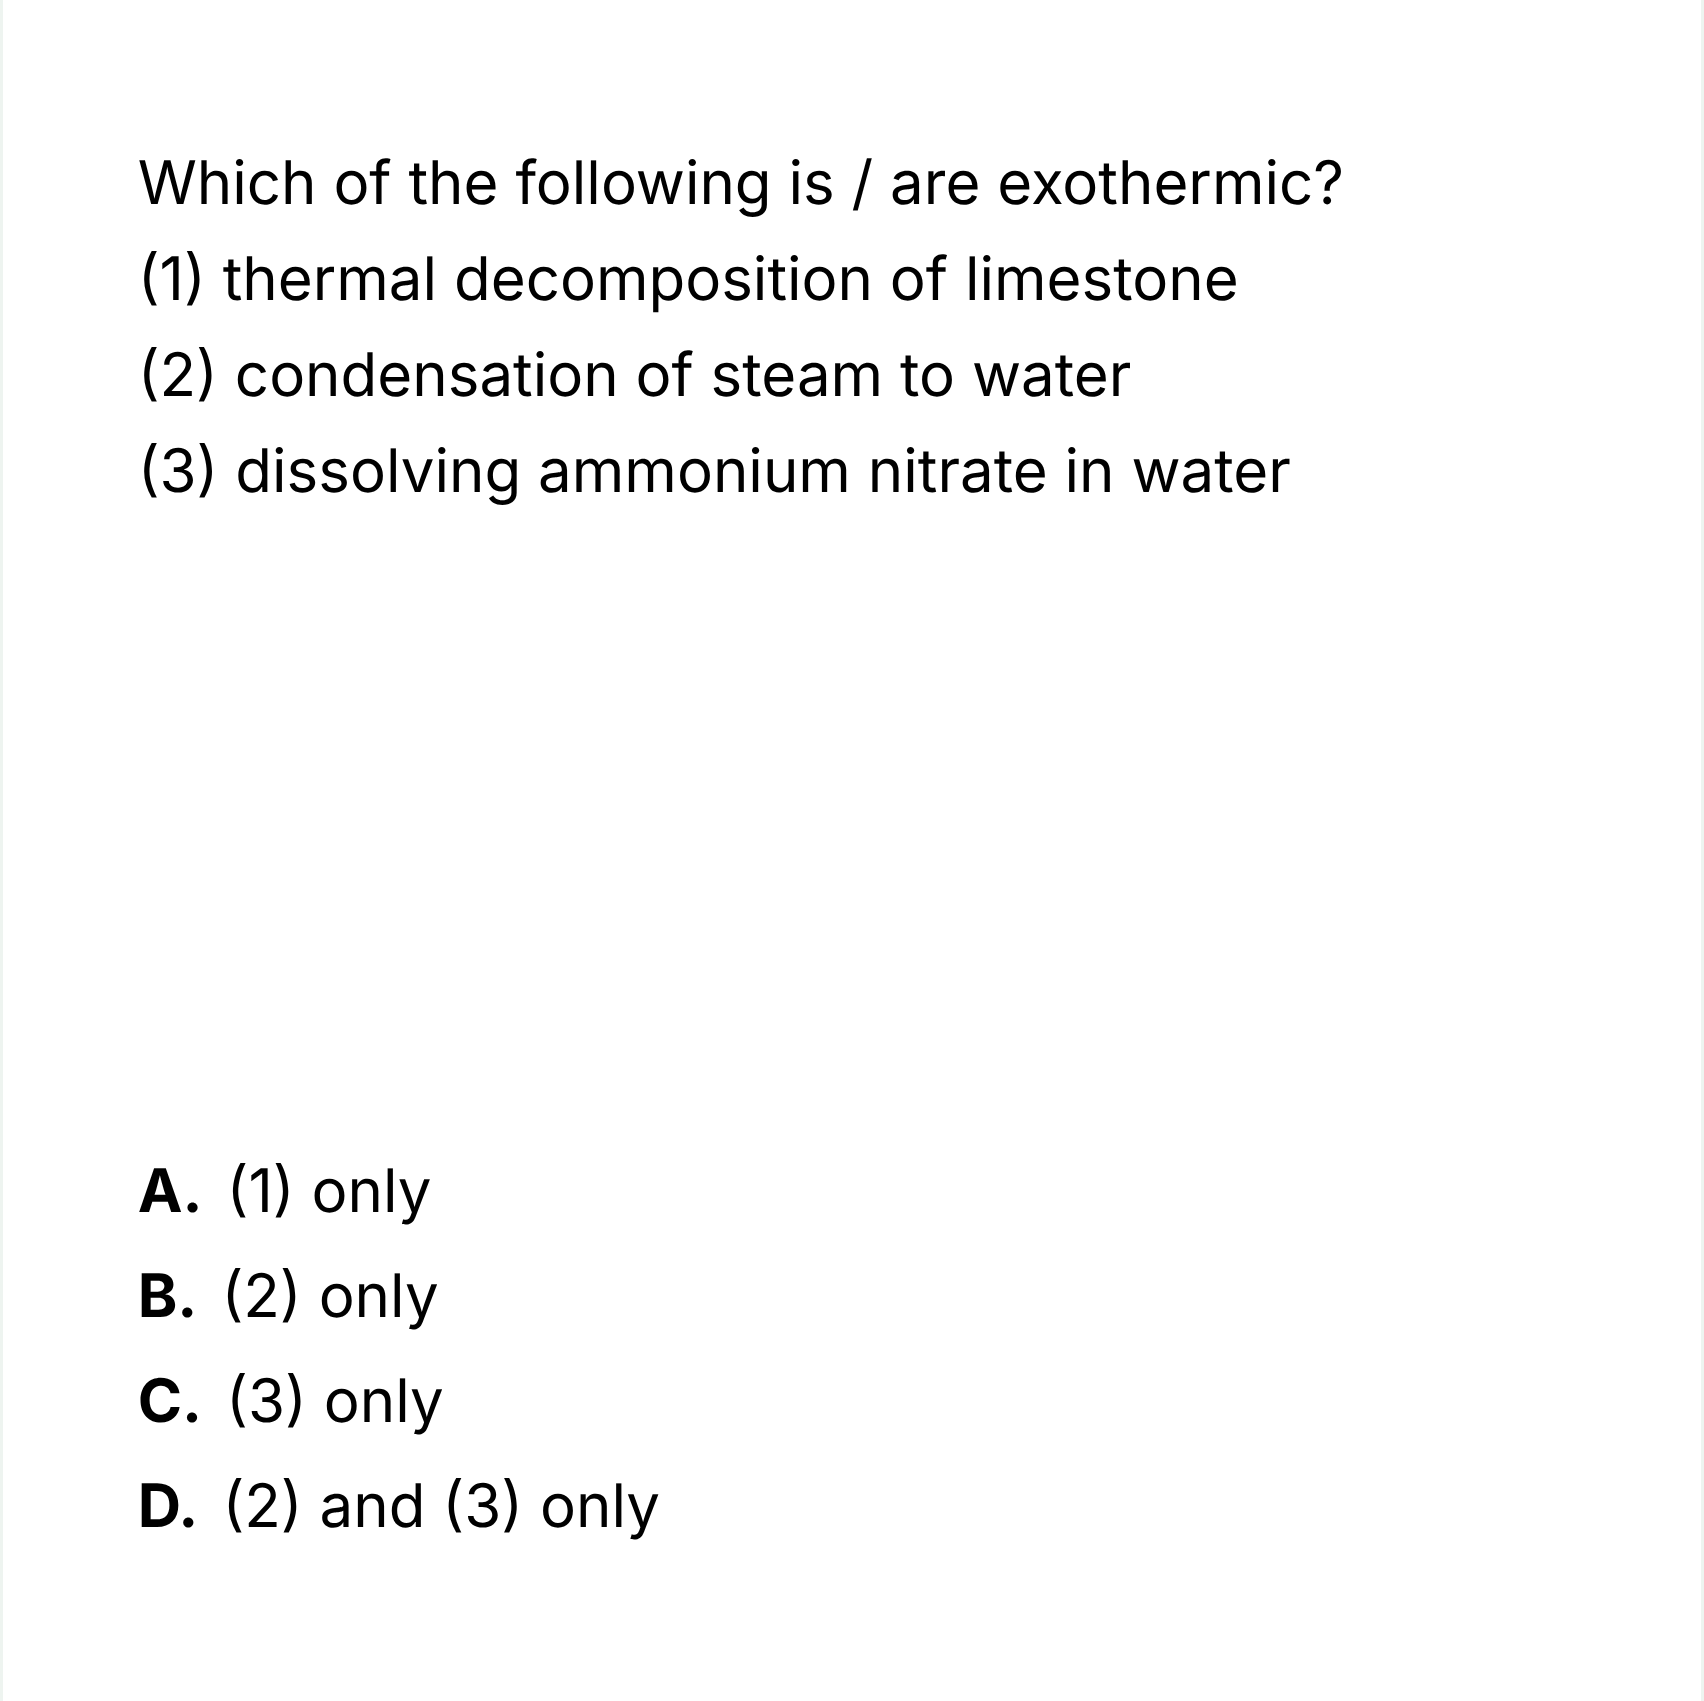 Which of the following is / are exothermic?
(1) thermal decomposition of limestone
(2) condensation of steam to water
(3) dissolving ammonium nitrate in water
A. (1) only
B. (2) only
C. (3) only
D. (2) and (3) only